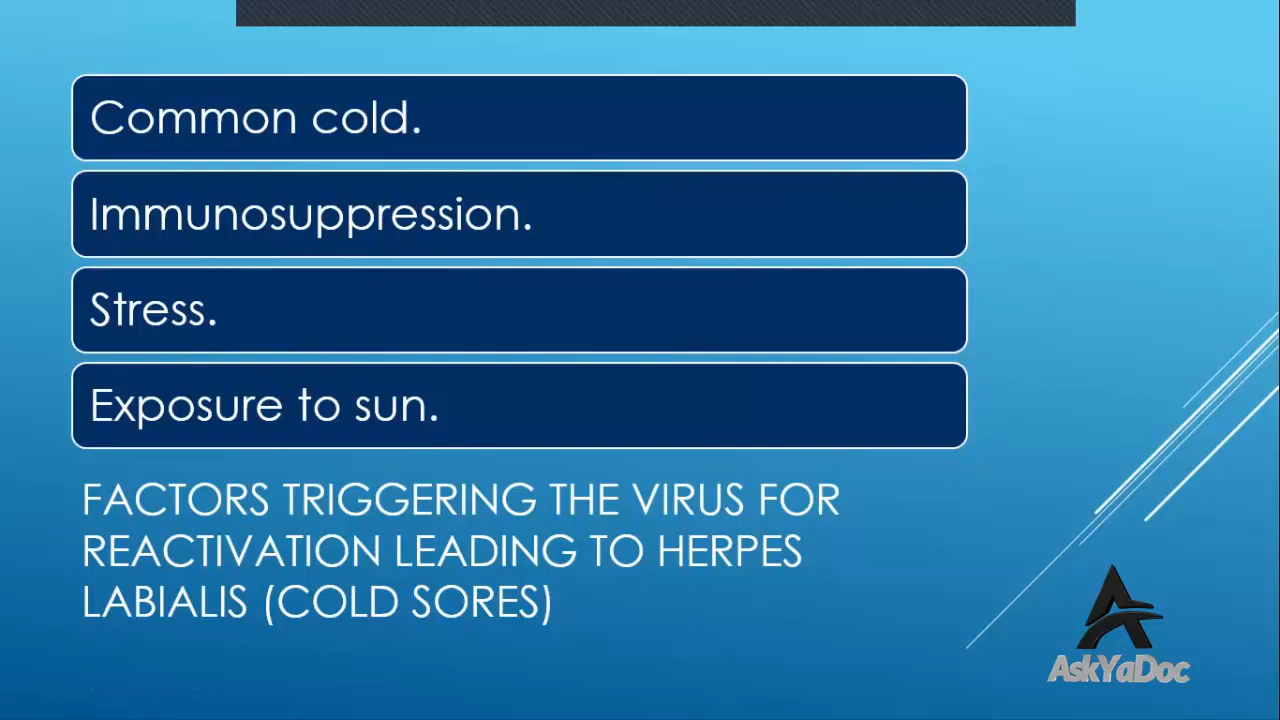 Common cold.
Immunosuppression.
Stress.
Exposure to sun.
FACTORS TRIGGERING THE VIRUS FOR
REACTIVATION LEADING TO HERPES
LABIALIS (COLD SORES)
AskYaDoc